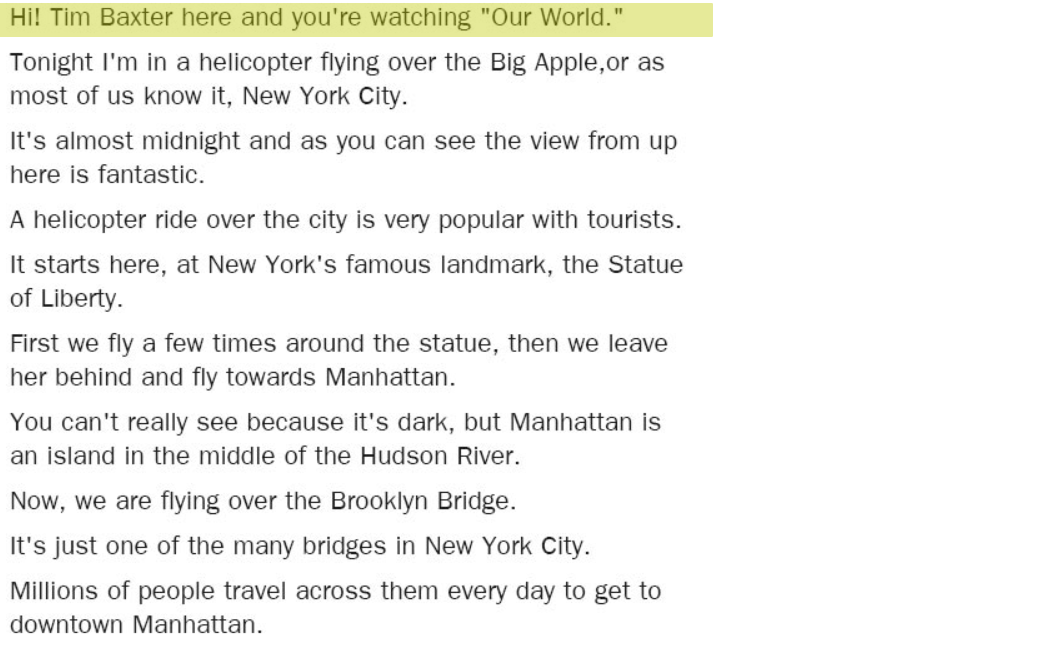 Hi! Tim Baxter here and you're watching "Our World."
Tonight I'm in a helicopter flying over the Big Apple,or as
most of us know it, New York City.
It's almost midnight and as you can see the view from up
here is fantastic.
A helicopter ride over the city is very popular with tourists.
It starts here, at New York's famous landmark, the Statue
of Liberty.
First we fly a few times around the statue, then we leave
her behind and fly towards Manhattan.
You can't really see because it's dark, but Manhattan is
an island in the middle of the Hudson River.
Now, we are flying over the Brooklyn Bridge.
It's just one of the many bridges in New York City.
Millions of people travel across them every day to get to
downtown Manhattan.